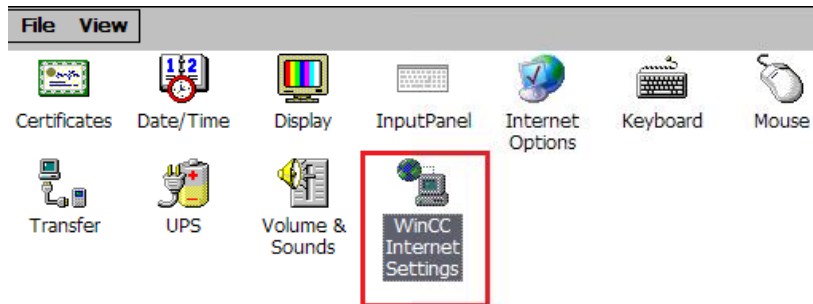 File View
Certificates Date/Time Display InputPanel Internet Options Keyboard Mouse
Transfer UPS Volume & Sounds WinCC Internet Settings